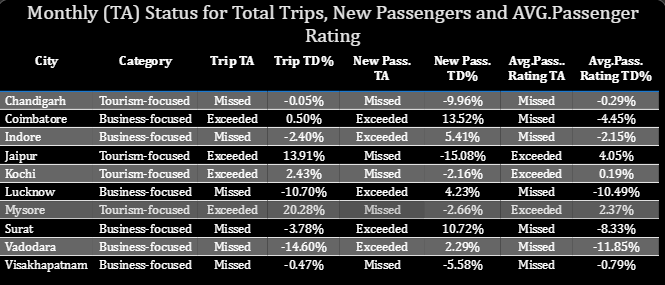 Monthly (TA) Status for Total Trips, New Passengers and AVG.Passenger
Rating
City Category Trip TA Trip TD% New Pass. TA New Pass. TD% Avg.Pass.. Rating TA Avg.Pass. Rating TD%
Chandigarh Tourism-focused Missed -0.05% Missed -9.96% Missed -0.29%
Coimbatore Business-focused Exceeded 0.50% Exceeded 13.52% Missed -4.45%
Indore Business-focused Missed -2.40% Exceeded 5.41% Missed -2.15%
Jaipur Tourism-focused Exceeded 13.91% Missed -15.08% Exceeded 4.05%
Kochi Tourism-focused Exceeded 2.43% Missed -2.16% Exceeded 0.19%
Lucknow Business-focused Missed -10.70% Exceeded 4.23% Missed -10.49%
Mysore Tourism-focused Exceeded 20.28% Missed -2.66% Exceeded 2.37%
Surat Business-focused Missed -3.78% Exceeded 10.72% Missed -8.33%
Vadodara Business-focused Missed -14.60% Exceeded 2.29% Missed -11.85%
Visakhapatnam Business-focused Missed -0.47% Missed -5.58% Missed -0.79%